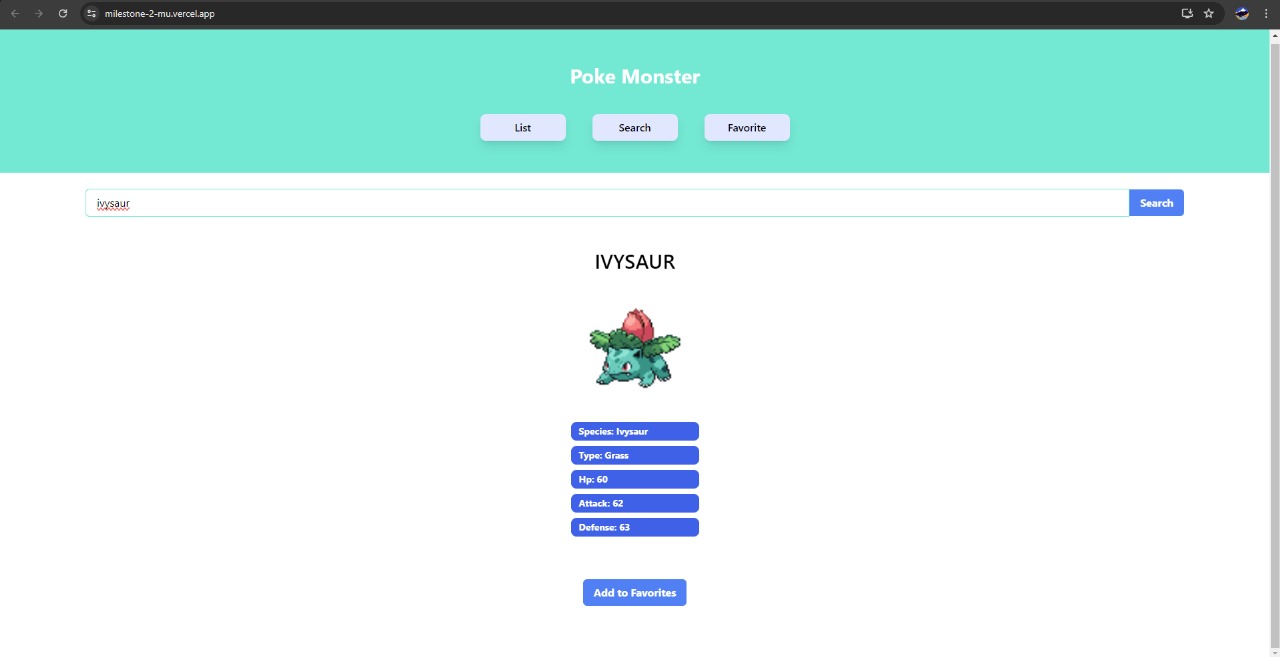 milestone-2-mu.vercel.app
Poke Monster
List Search Favorite
ivysaur Search
IVYSAUR
Species: Ivysaur
Type: Grass
Hp: 60
Attack: 62
Defense: 63
Add to Favorites